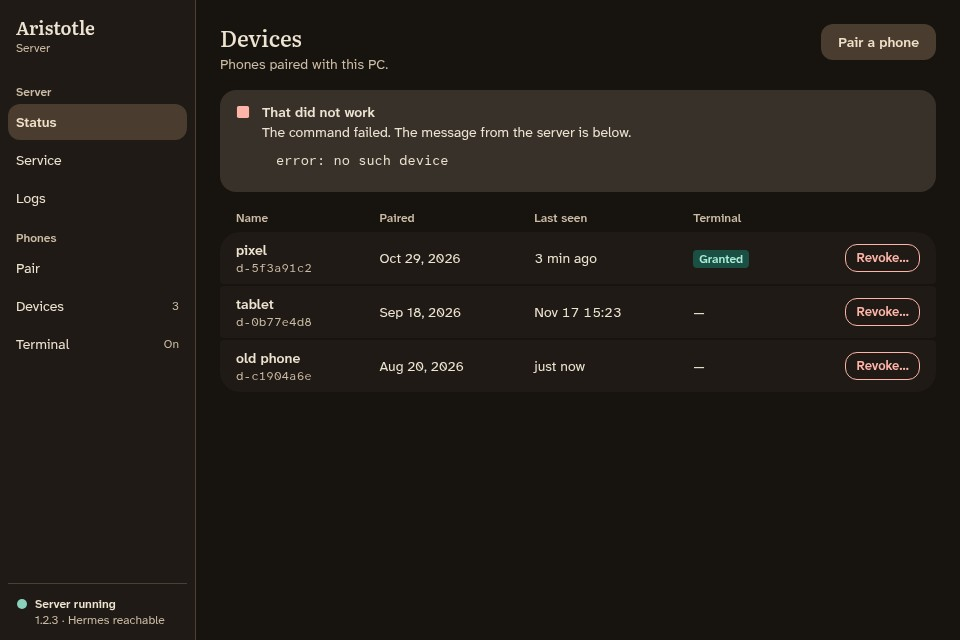 Aristotle
Server
Server
Status
Service
Logs
Phones
Pair
Devices 3
Terminal On
Server running
1.2.3 · Hermes reachable
Devices
Phones paired with this PC.
Pair a phone
That did not work
The command failed. The message from the server is below.
error: no such device
Name Paired Last seen Terminal
pixel
d-5f3a91c2
Oct 29, 2026 3 min ago Granted Revoke…
tablet
d-0b77e4d8
Sep 18, 2026 Nov 17 15:23 — Revoke…
old phone
d-c1904a6e
Aug 20, 2026 just now — Revoke…